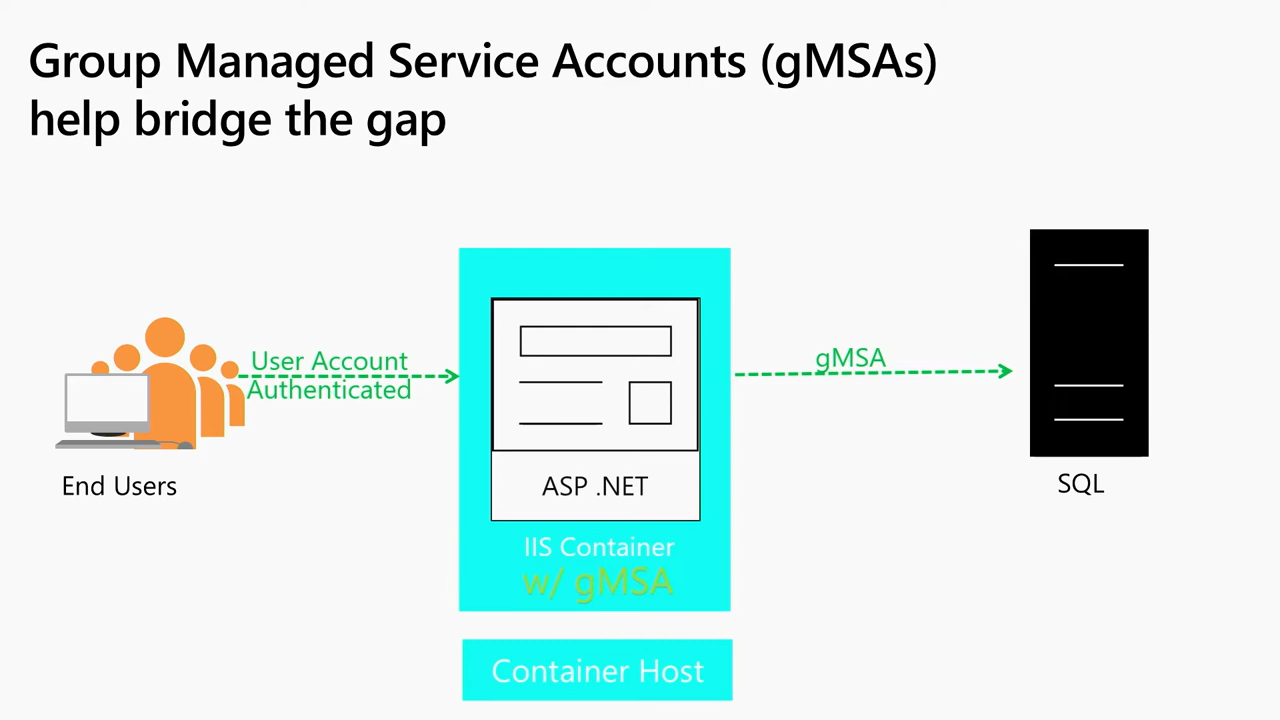 Group Managed Service Accounts (gMSAs)
help bridge the gap
User Account
Authenticated
gMSA
End Users
ASP .NET
SQL
IIS Container
w/ gMSA
Container Host